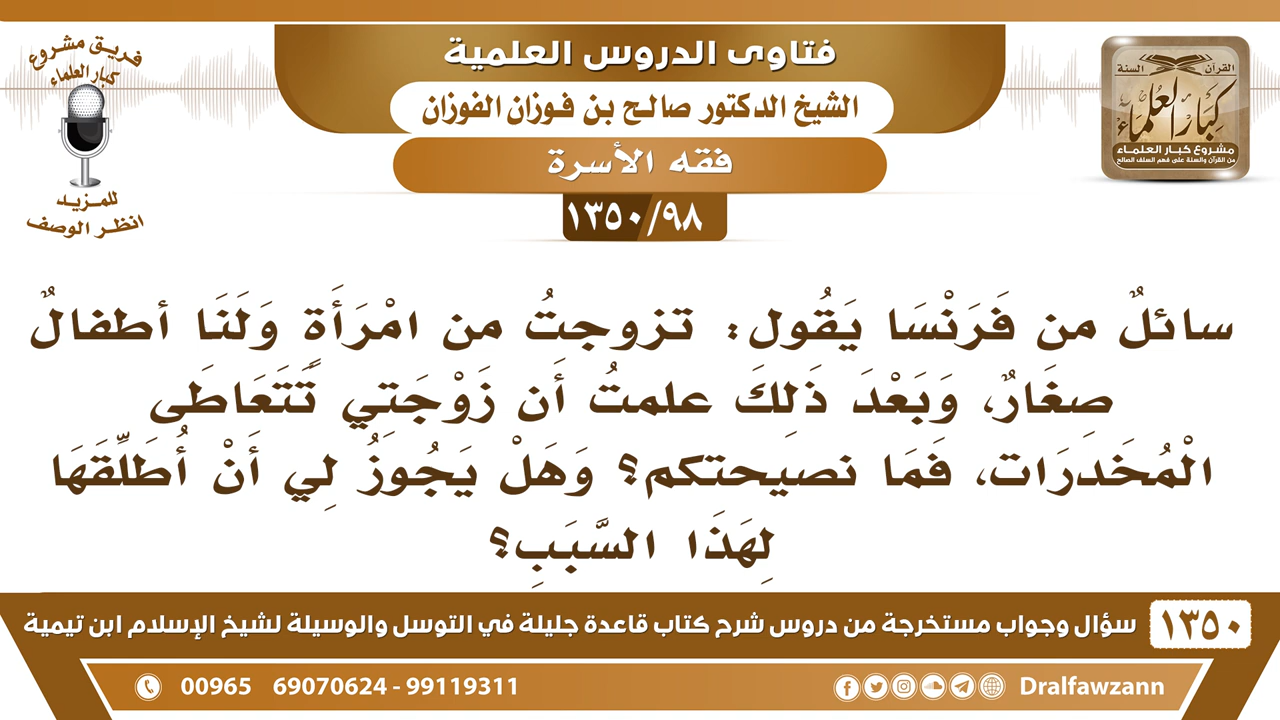 فتاوى الدروس العلمية
الشيخ الدكتور صالح بن فوزان الفوزان
فقه الأسرة
١٣٥٠/٩٨
فريق مشروع
كبار العلماء
للمزيد
انظر الوصف
القرآن السنة
كبار العلماء
مشروع كبار العلماء
من القرآن والسنة على فهم السلف الصالح
سائلٌ من فَرَنْسَا يَقُول: تزوجتُ من امْرَأَةٍ وَلَنَا أطفالٌ
صِغَارٌ، وَبَعْدَ ذَلكَ علمتُ أَن زَوْجَتِي تَتَعَاطَى
الْمُخَدرَات، فَمَا نصيَحتكم؟ وَهَلْ يَجُوزُ لِي أَنْ أُطَلِّقَهَا
لِهَذَا السَّبَبِ؟
١٣٥٠ سؤال وجواب مستخرجة من دروس شرح كتاب قاعدة جليلة في التوسل والوسيلة لشيخ الإسلام ابن تيمية
00965 69070624 - 99119311
Dralfawzann